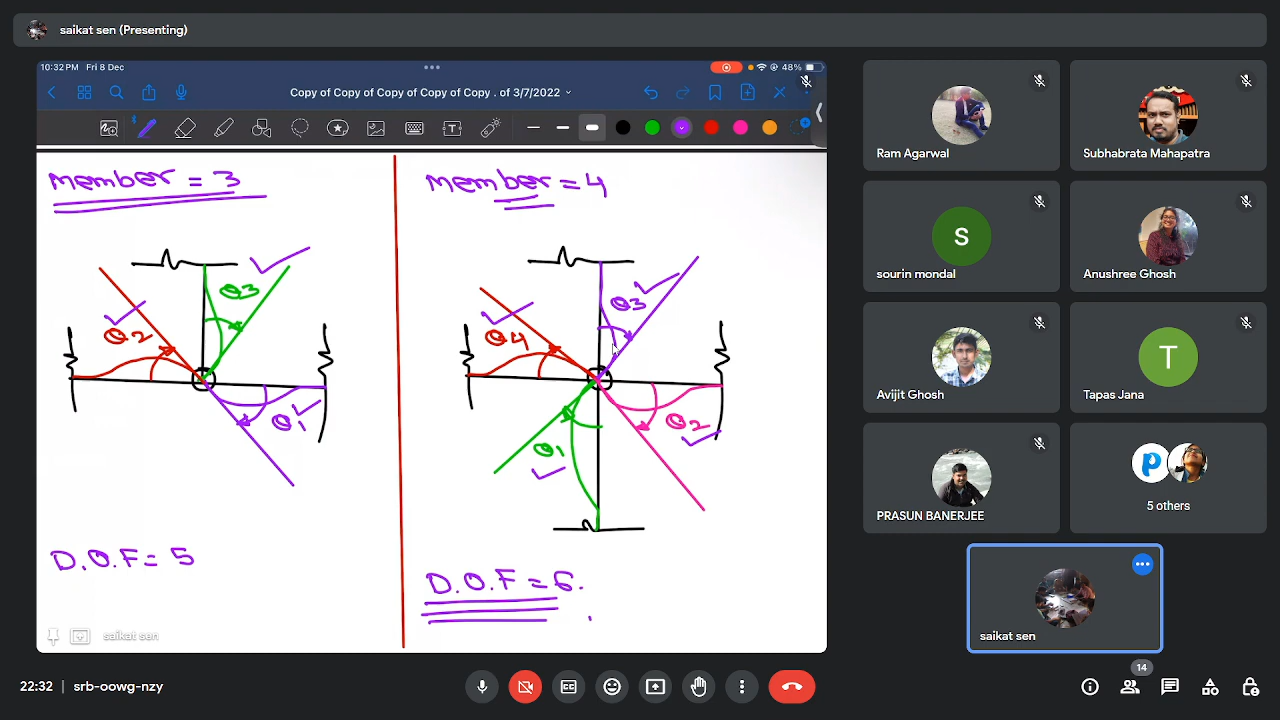 saikat sen (Presenting)
10:32 PM Fri 8 Dec
48%
Copy of Copy of Copy of Copy of Copy . of 3/7/2022
Member = 3
Member = 4
θ3
θ2
θ1
θ3
θ4
θ2
θ1
D.O.F = 5
D.O.F = 6.
saikat sen
Ram Agarwal
Subhabrata Mahapatra
S
sourin mondal
Anushree Ghosh
Avijit Ghosh
T
Tapas Jana
PRASUN BANERJEE
P
5 others
saikat sen
22:32 | srb-oowg-nzy
14